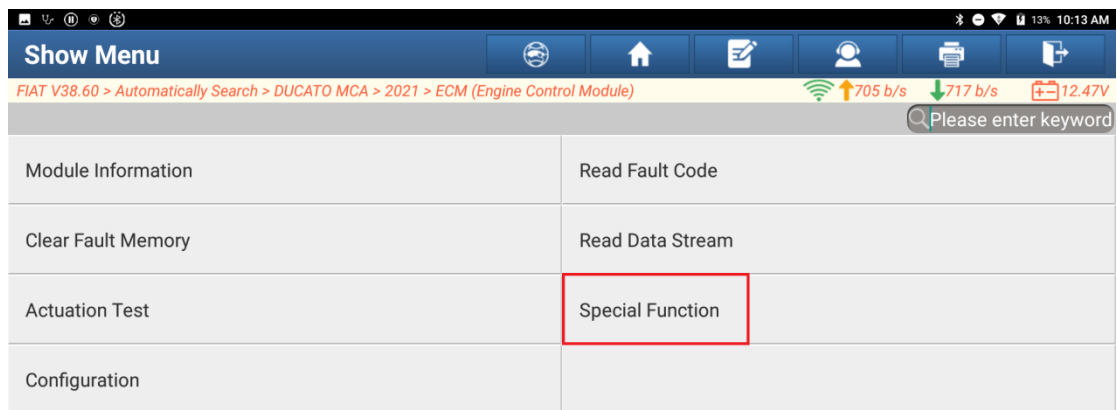 13% 10:13 AM
Show Menu
FIAT V38.60 > Automatically Search > DUCATO MCA > 2021 > ECM (Engine Control Module) 705 b/s 717 b/s 12.47V
Please enter keyword
Module Information Read Fault Code
Clear Fault Memory Read Data Stream
Actuation Test Special Function
Configuration